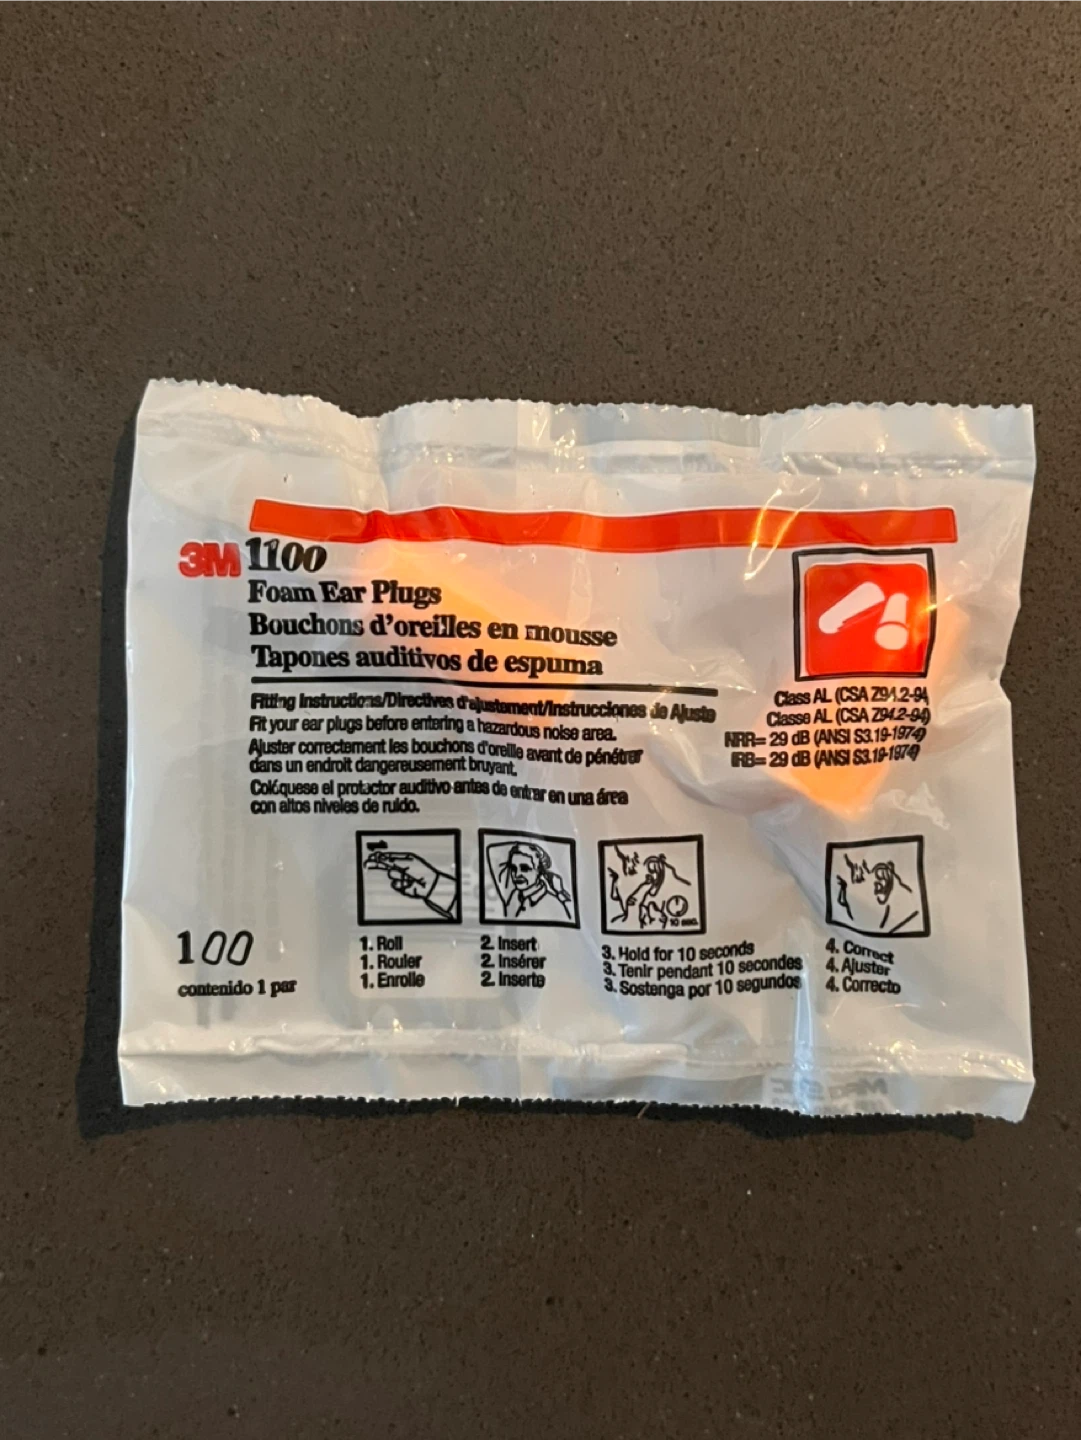 3M 1100
Foam Ear Plugs
Bouchons d'oreilles en mousse
Tapones auditivos de espuma
Fitting Instructions/Directives d'ajustement/Instrucciones de Ajuste
Fit your ear plugs before entering a hazardous noise area.
Ajuster correctement les bouchons d'oreille avant de pénétrer
dans un endroit dangereusement bruyant.
Colóquese el protactor auditivo antes de entrar en una área
con altos niveles de ruido.
Class AL (CSA Z94.2-94
Classe AL (CSA Z94.2-94)
NRR= 29 dB (ANSI S3.19-1974)
IRB= 29 dB (ANSI S3.19-1974)
10 sec.
1. Roll
1. Rouler
1. Enrolle
2. Insert
2. Insérer
2. Inserte
3. Hold for 10 seconds
3. Tenir pendant 10 secondes
3. Sostenga por 10 segundos
4. Correct
4. Ajuster
4. Correcto
100
contenido 1 par